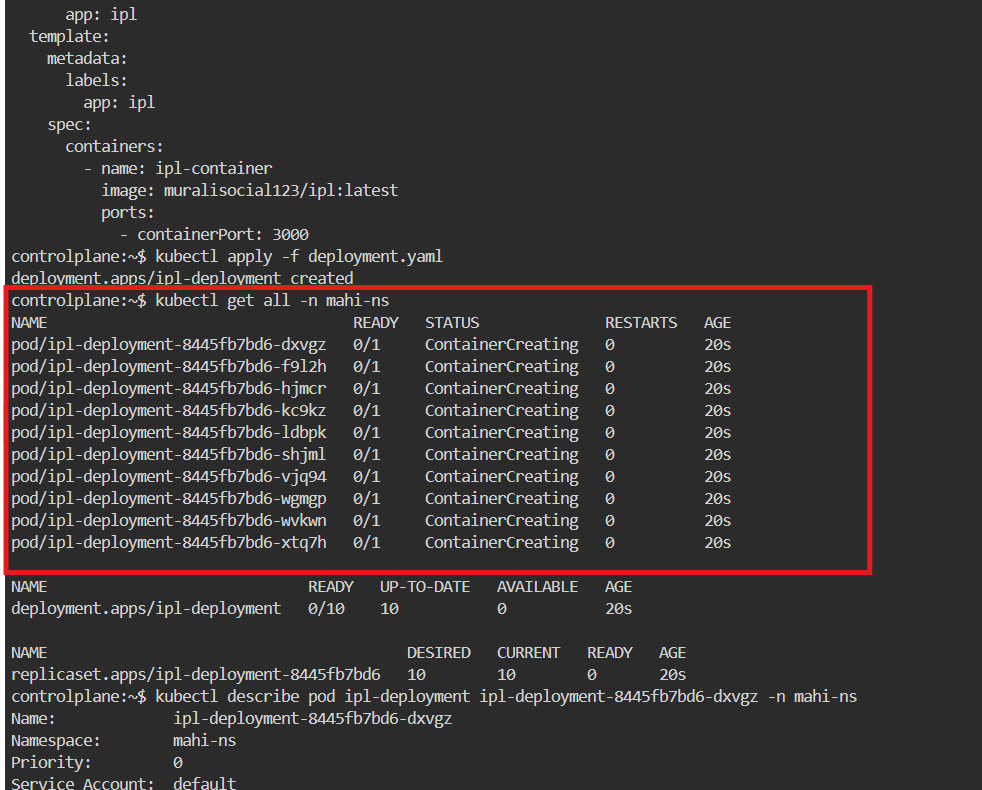 app: ipl
template:
metadata:
labels:
app: ipl
spec:
containers:
- name: ipl-container
image: muralisocial123/ipl:latest
ports:
- containerPort: 3000
controlplane:~$ kubectl apply -f deployment.yaml
deployment.apps/ipl-deployment created
controlplane:~$ kubectl get all -n mahi-ns
NAME READY STATUS RESTARTS AGE
pod/ipl-deployment-8445fb7bd6-dxvgz 0/1 ContainerCreating 0 20s
pod/ipl-deployment-8445fb7bd6-f9l2h 0/1 ContainerCreating 0 20s
pod/ipl-deployment-8445fb7bd6-hjmcr 0/1 ContainerCreating 0 20s
pod/ipl-deployment-8445fb7bd6-kc9kz 0/1 ContainerCreating 0 20s
pod/ipl-deployment-8445fb7bd6-ldbpk 0/1 ContainerCreating 0 20s
pod/ipl-deployment-8445fb7bd6-shjml 0/1 ContainerCreating 0 20s
pod/ipl-deployment-8445fb7bd6-vjq94 0/1 ContainerCreating 0 20s
pod/ipl-deployment-8445fb7bd6-wgmgp 0/1 ContainerCreating 0 20s
pod/ipl-deployment-8445fb7bd6-wvkwn 0/1 ContainerCreating 0 20s
pod/ipl-deployment-8445fb7bd6-xtq7h 0/1 ContainerCreating 0 20s
NAME READY UP-TO-DATE AVAILABLE AGE
deployment.apps/ipl-deployment 0/10 10 0 20s
NAME DESIRED CURRENT READY AGE
replicaset.apps/ipl-deployment-8445fb7bd6 10 10 0 20s
controlplane:~$ kubectl describe pod ipl-deployment ipl-deployment-8445fb7bd6-dxvgz -n mahi-ns
Name: ipl-deployment-8445fb7bd6-dxvgz
Namespace: mahi-ns
Priority: 0
Service Account: default